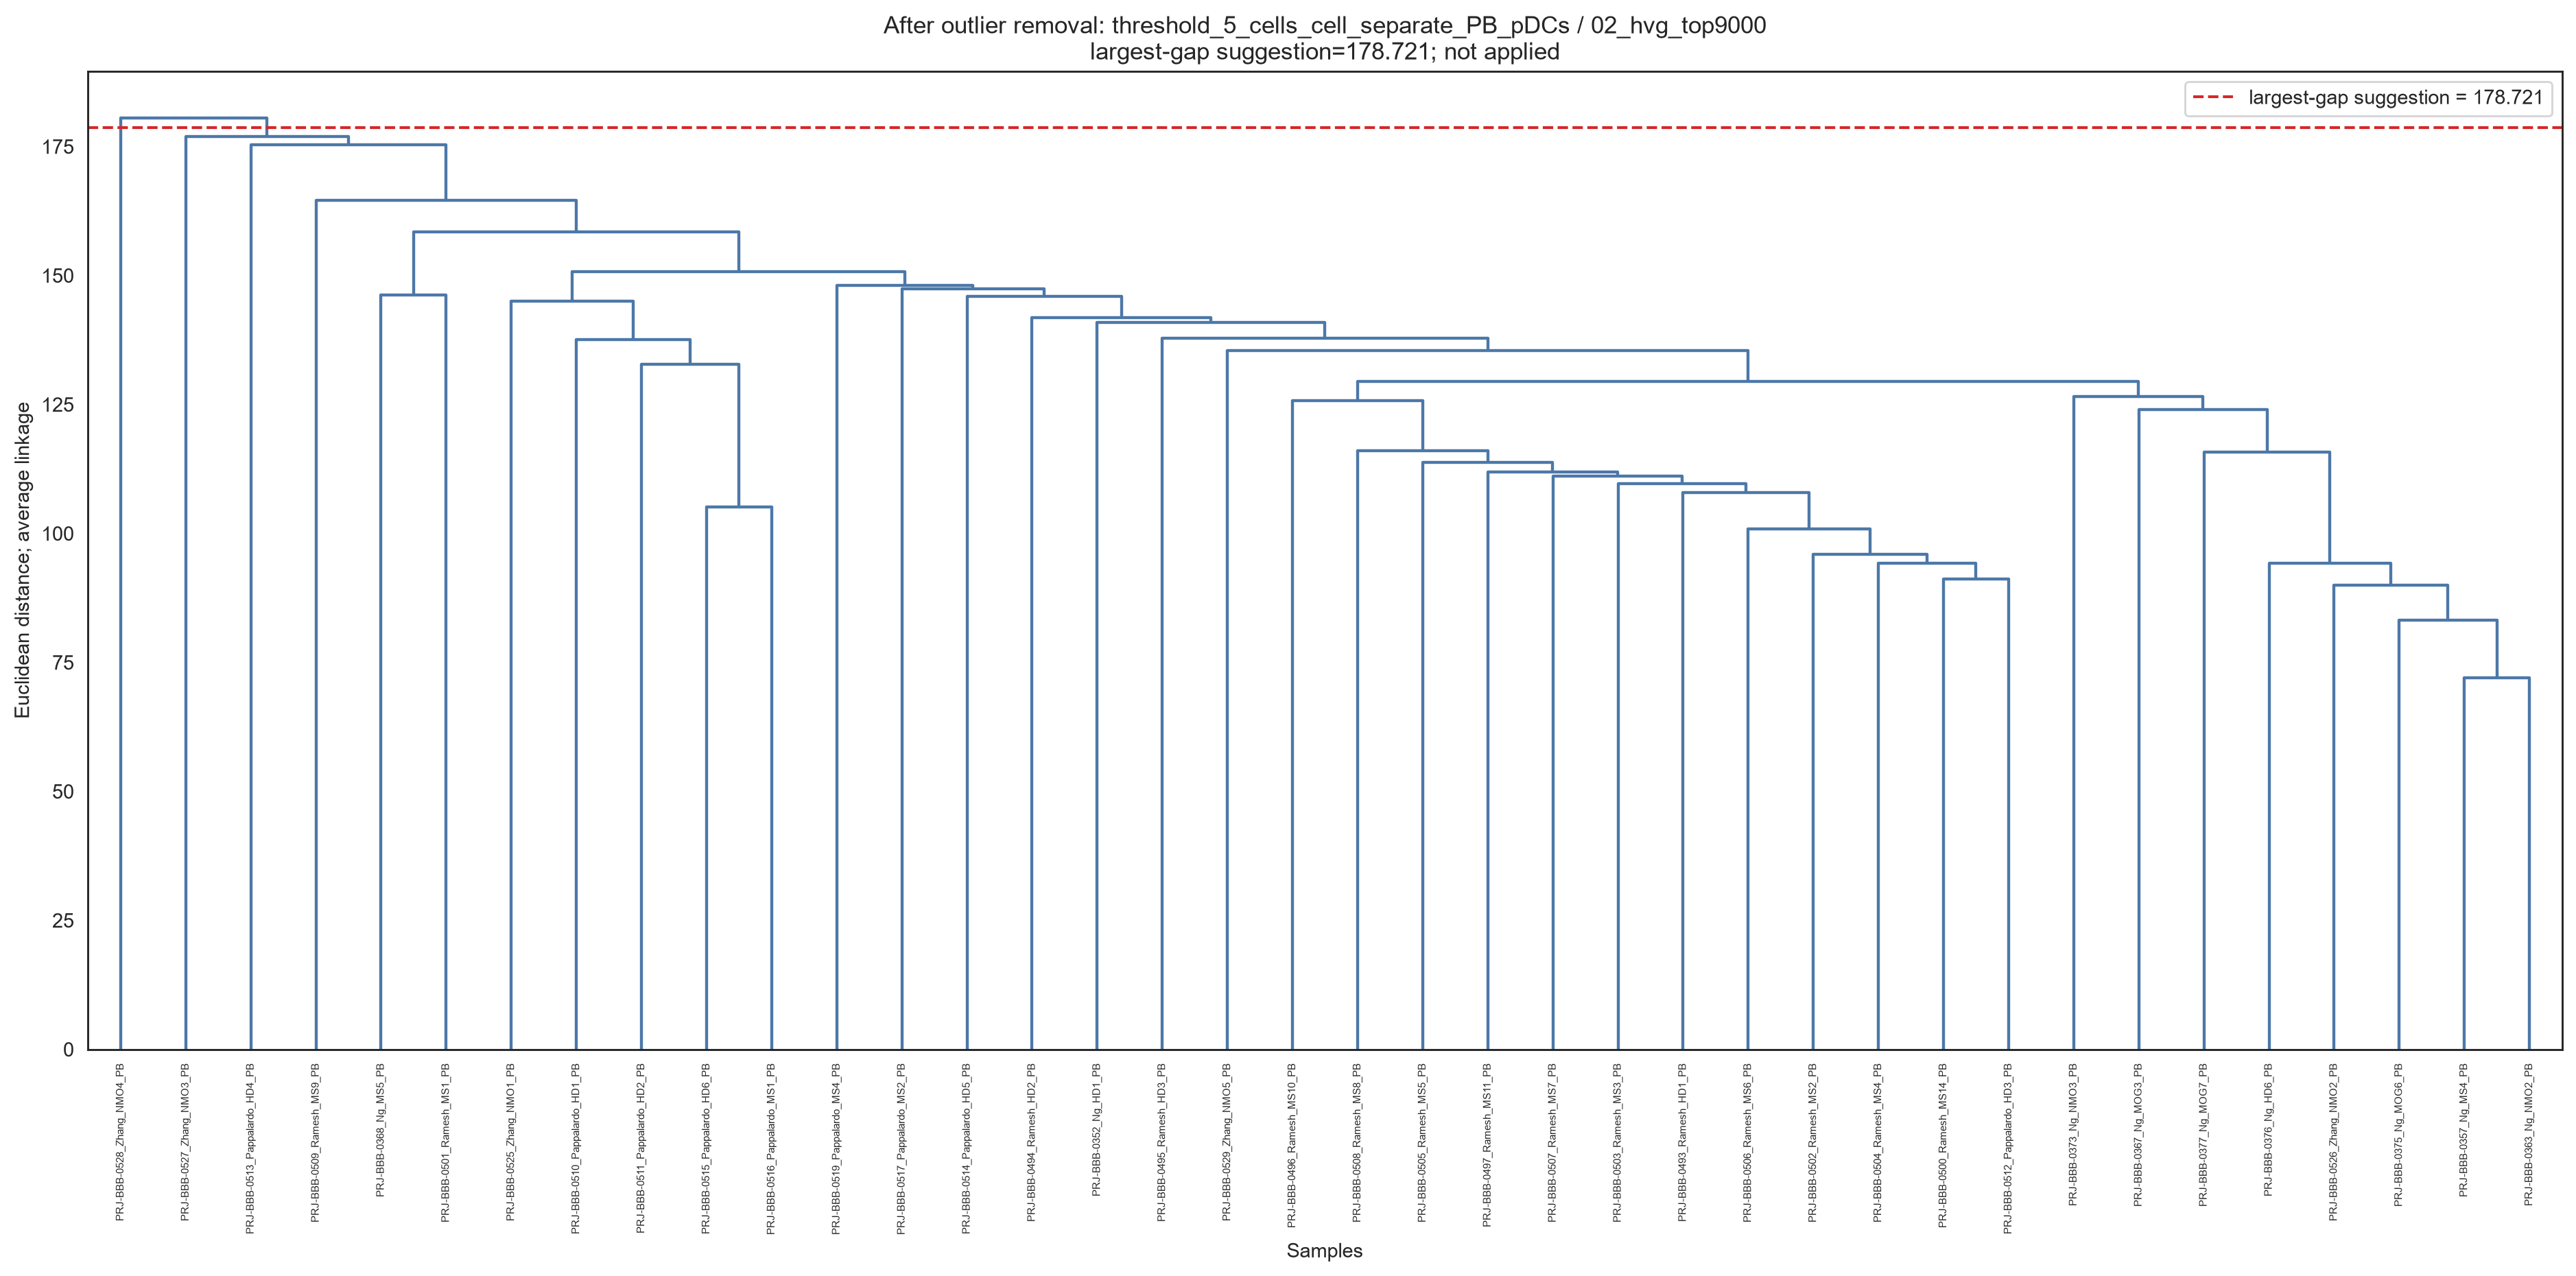 After outlier removal: threshold_5_cells_cell_separate_PB_pDCs / 02_hvg_top9000
largest-gap suggestion=178.721; not applied
largest-gap suggestion = 178.721
Euclidean distance; average linkage
175
150
125
100
75
50
25
0
PRJ-BBB-0528_Zhang_NMO4_PB
PRJ-BBB-0527_Zhang_NMO3_PB
PRJ-BBB-0513_Pappalardo_HD4_PB
PRJ-BBB-0509_Ramesh_MS9_PB
PRJ-BBB-0368_Ng_MS5_PB
PRJ-BBB-0501_Ramesh_MS1_PB
PRJ-BBB-0525_Zhang_NMO1_PB
PRJ-BBB-0510_Pappalardo_HD1_PB
PRJ-BBB-0511_Pappalardo_HD2_PB
PRJ-BBB-0515_Pappalardo_HD6_PB
PRJ-BBB-0516_Pappalardo_MS1_PB
PRJ-BBB-0519_Pappalardo_MS4_PB
PRJ-BBB-0517_Pappalardo_MS2_PB
PRJ-BBB-0514_Pappalardo_HD5_PB
PRJ-BBB-0494_Ramesh_HD2_PB
PRJ-BBB-0352_Ng_HD1_PB
PRJ-BBB-0495_Ramesh_HD3_PB
PRJ-BBB-0529_Zhang_NMO5_PB
PRJ-BBB-0496_Ramesh_MS10_PB
PRJ-BBB-0508_Ramesh_MS8_PB
PRJ-BBB-0505_Ramesh_MS5_PB
PRJ-BBB-0497_Ramesh_MS11_PB
PRJ-BBB-0507_Ramesh_MS7_PB
PRJ-BBB-0503_Ramesh_MS3_PB
PRJ-BBB-0493_Ramesh_HD1_PB
PRJ-BBB-0506_Ramesh_MS6_PB
PRJ-BBB-0502_Ramesh_MS2_PB
PRJ-BBB-0504_Ramesh_MS4_PB
PRJ-BBB-0500_Ramesh_MS14_PB
PRJ-BBB-0512_Pappalardo_HD3_PB
PRJ-BBB-0373_Ng_NMO3_PB
PRJ-BBB-0367_Ng_MOG3_PB
PRJ-BBB-0377_Ng_MOG7_PB
PRJ-BBB-0376_Ng_HD6_PB
PRJ-BBB-0526_Zhang_NMO2_PB
PRJ-BBB-0375_Ng_MOG6_PB
PRJ-BBB-0357_Ng_MS4_PB
PRJ-BBB-0363_Ng_NMO2_PB
Samples